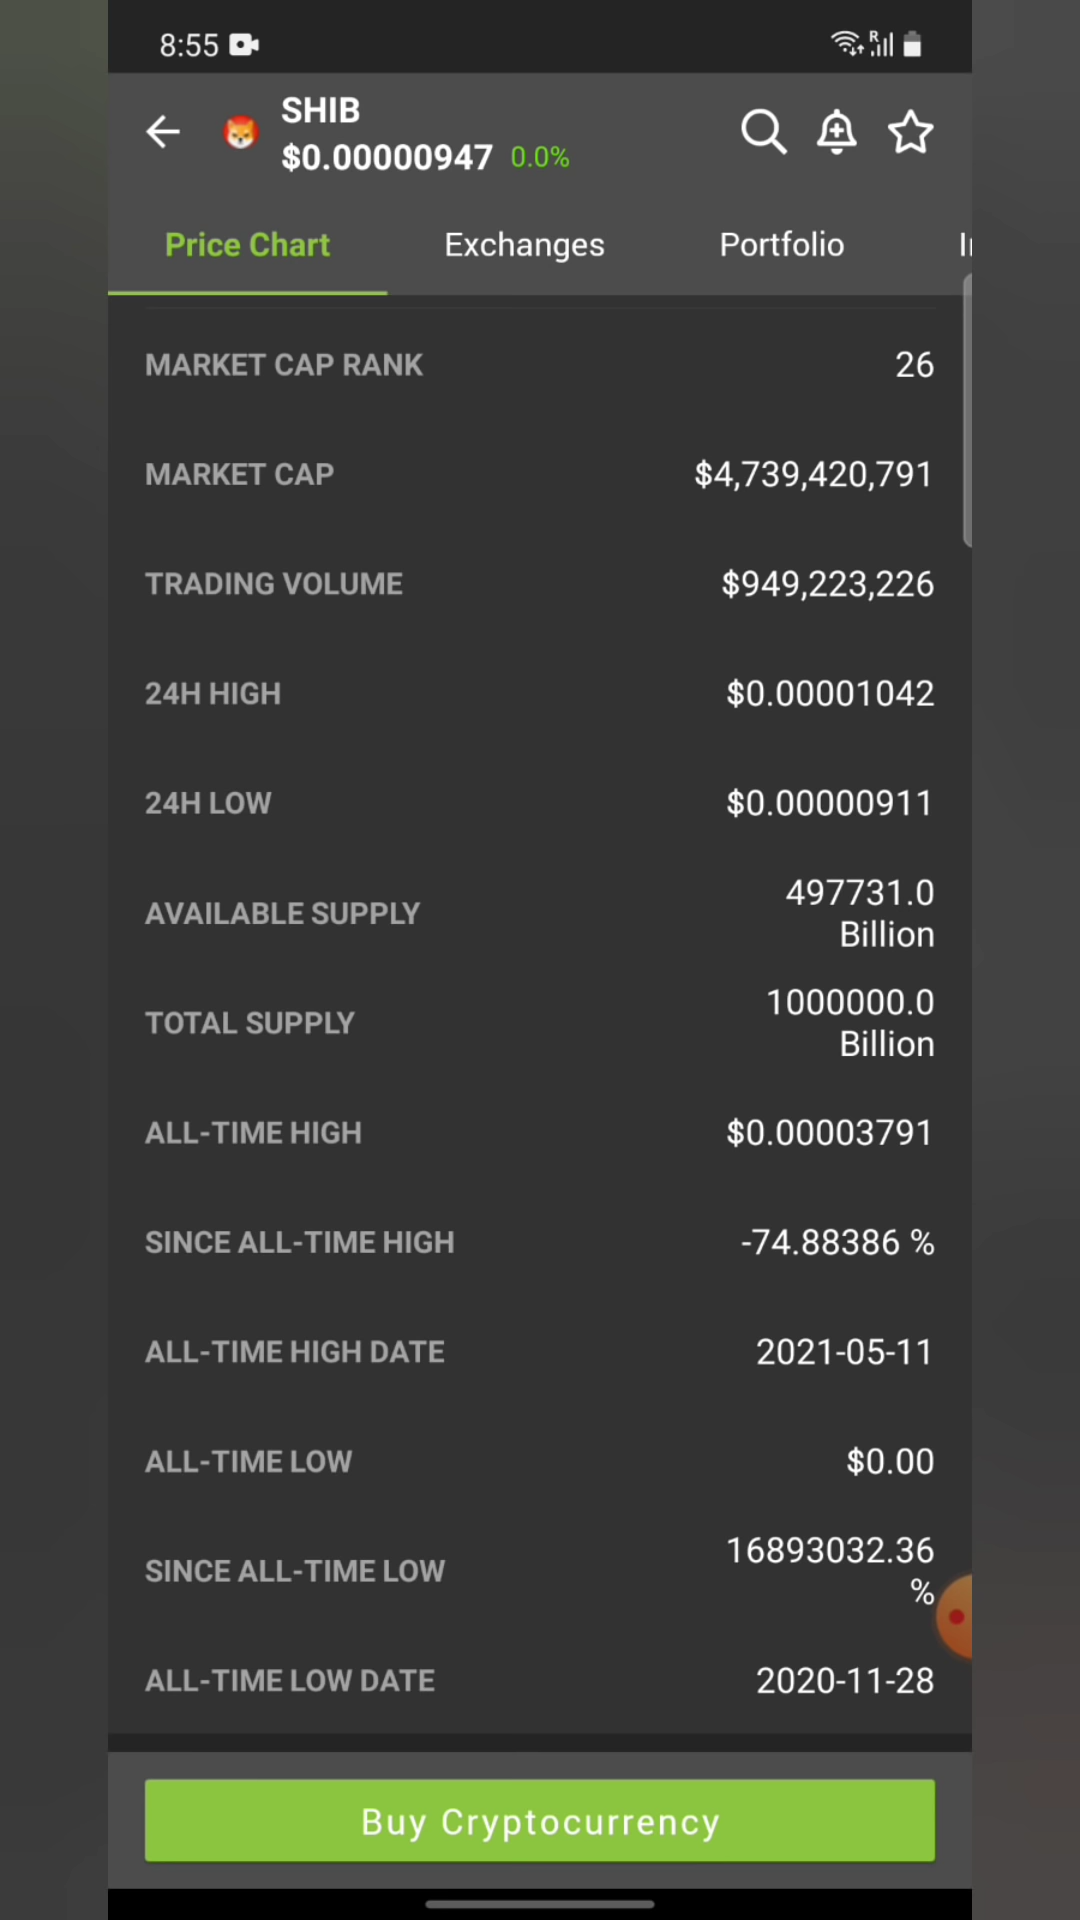 8:55
SHIB
$0.00000947 0.0%
Price Chart Exchanges Portfolio
MARKET CAP RANK 26
MARKET CAP $4,739,420,791
TRADING VOLUME $949,223,226
24H HIGH $0.00001042
24H LOW $0.00000911
AVAILABLE SUPPLY 497731.0
Billion
TOTAL SUPPLY 1000000.0
Billion
ALL-TIME HIGH $0.00003791
SINCE ALL-TIME HIGH -74.88386 %
ALL-TIME HIGH DATE 2021-05-11
ALL-TIME LOW $0.00
SINCE ALL-TIME LOW 16893032.36
%
ALL-TIME LOW DATE 2020-11-28
Buy Cryptocurrency